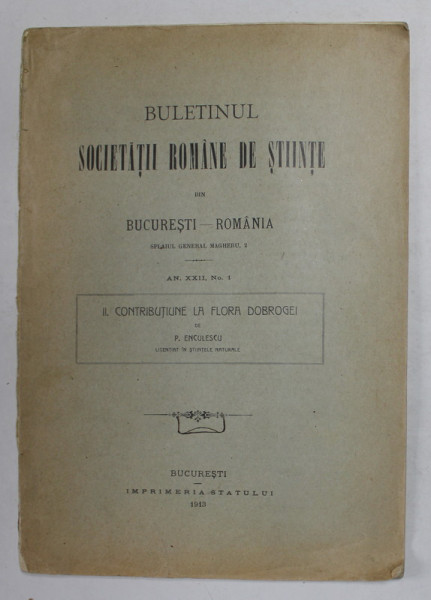 BULETINUL
SOCIETĂȚII ROMÂNE DE ȘTIINȚE
DIN
BUCUREȘTI — ROMÂNIA
SPLAIUL GENERAL MAGHERU, 2
AN. XXII, No. 1
II. CONTRIBUȚIUNE LA FLORA DOBROGEI
DE
P. ENCULESCU
LICENȚIAT ÎN ȘTIINȚELE NATURALE
BUCUREȘTI
IMPRIMERIA STATULUI
1913